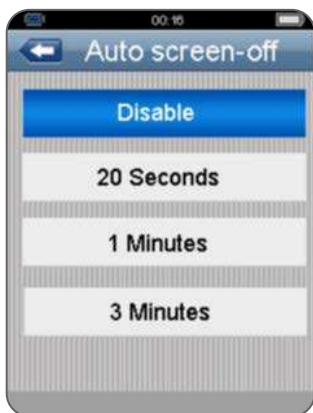 00:16
Auto screen-off
Disable
20 Seconds
1 Minutes
3 Minutes